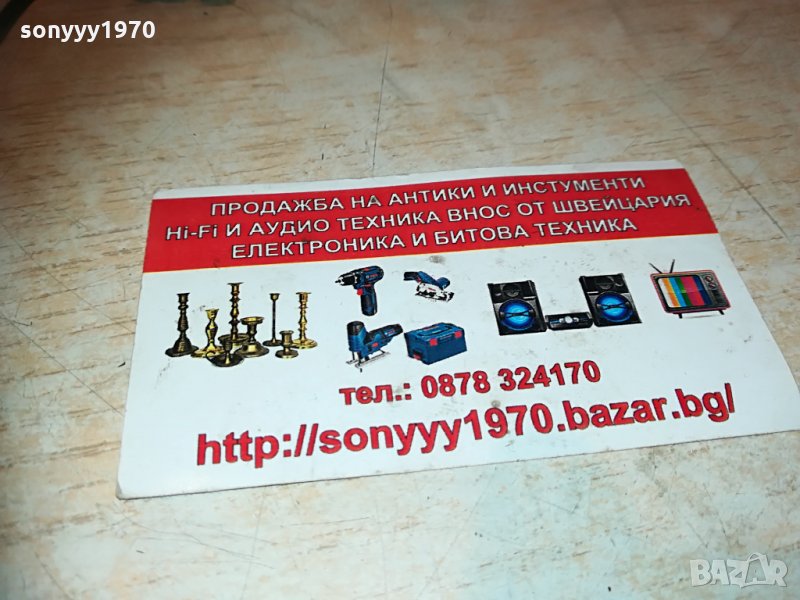 sonyyy1970
ПРОДАЖБА НА АНТИКИ И ИНСТУМЕНТИ
Hi-Fi И АУДИО ТЕХНИКА ВНОС ОТ ШВЕЙЦАРИЯ
ЕЛЕКТРОНИКА И БИТОВА ТЕХНИКА
тел.: 0878 324170
http://sonyyy1970.bazar.bg/
sonyyy1970
BAZAR